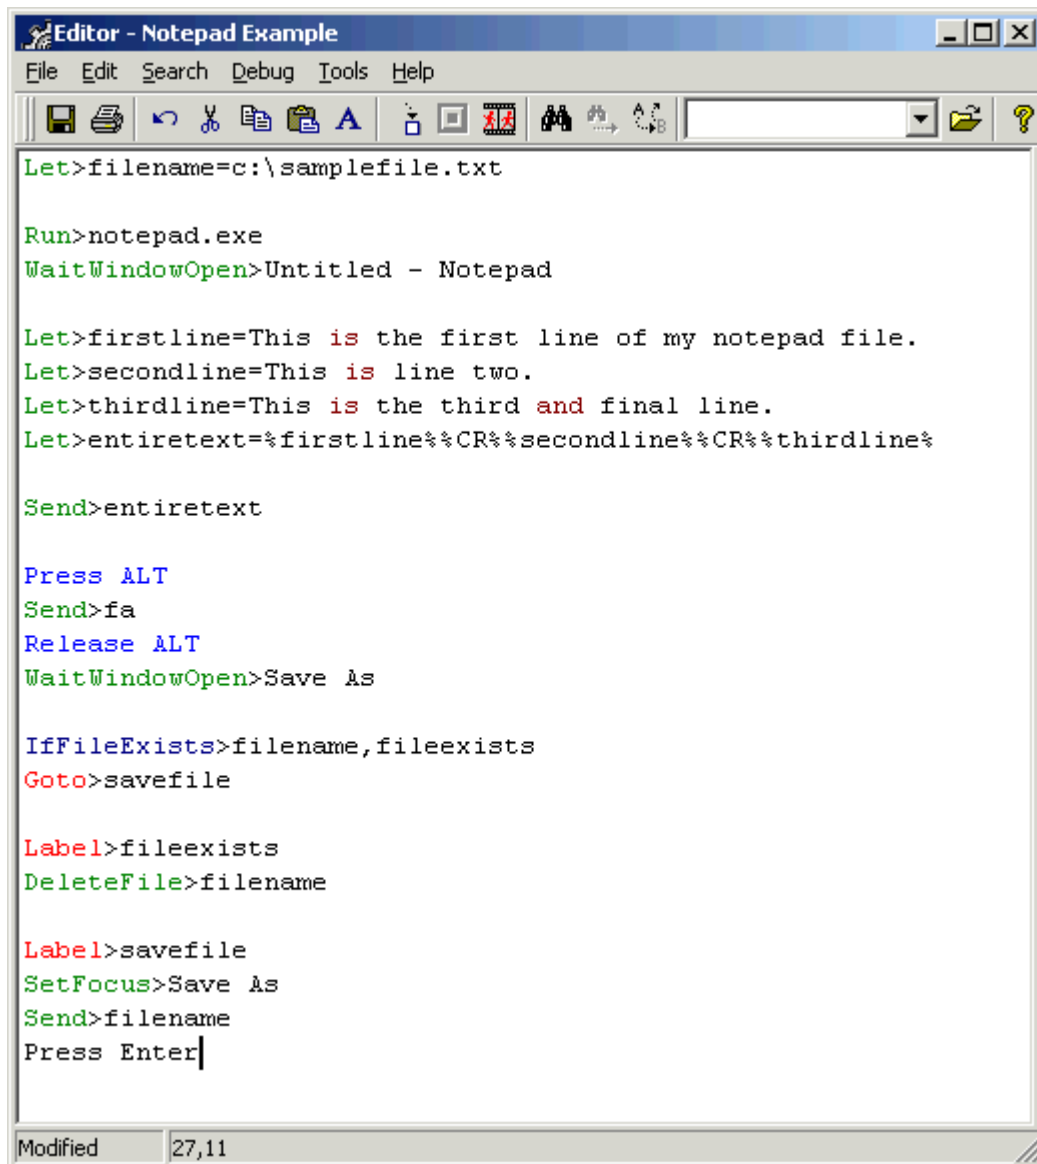 Editor - Notepad Example
File Edit Search Debug Tools Help
Let>filename=c:\samplefile.txt
Run>notepad.exe
WaitWindowOpen>Untitled - Notepad
Let>firstline=This is the first line of my notepad file.
Let>secondline=This is line two.
Let>thirdline=This is the third and final line.
Let>entiretext=%firstline%%CR%%secondline%%CR%%thirdline%
Send>entiretext
Press ALT
Send>fa
Release ALT
WaitWindowOpen>Save As
IfFileExists>filename,fileexists
Goto>savefile
Label>fileexists
DeleteFile>filename
Label>savefile
SetFocus>Save As
Send>filename
Press Enter
Modified 27,11